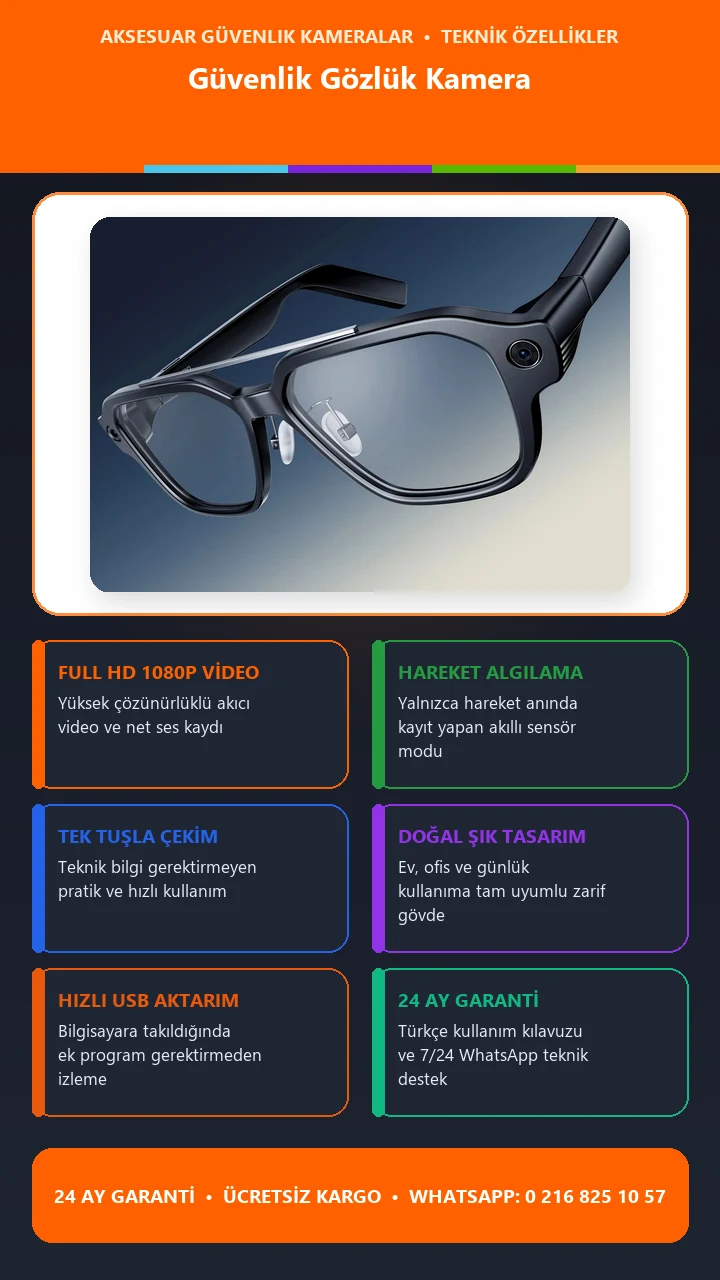 AKSESUAR GÜVENLIK KAMERALAR • TEKNİK ÖZELLİKLER
Güvenlik Gözlük Kamera
FULL HD 1080P VİDEO
Yüksek çözünürlüklü akıcı
video ve net ses kaydı
HAREKET ALGILAMA
Yalnızca hareket anında
kayıt yapan akıllı sensör
modu
TEK TUŞLA ÇEKİM
Teknik bilgi gerektirmeyen
pratik ve hızlı kullanım
DOĞAL ŞIK TASARIM
Ev, ofis ve günlük
kullanıma tam uyumlu zarif
gövde
HIZLI USB AKTARIM
Bilgisayara takıldığında
ek program gerektirmeden
izleme
24 AY GARANTİ
Türkçe kullanım kılavuzu
ve 7/24 WhatsApp teknik
destek
24 AY GARANTİ • ÜCRETSİZ KARGO • WHATSAPP: 0 216 825 10 57